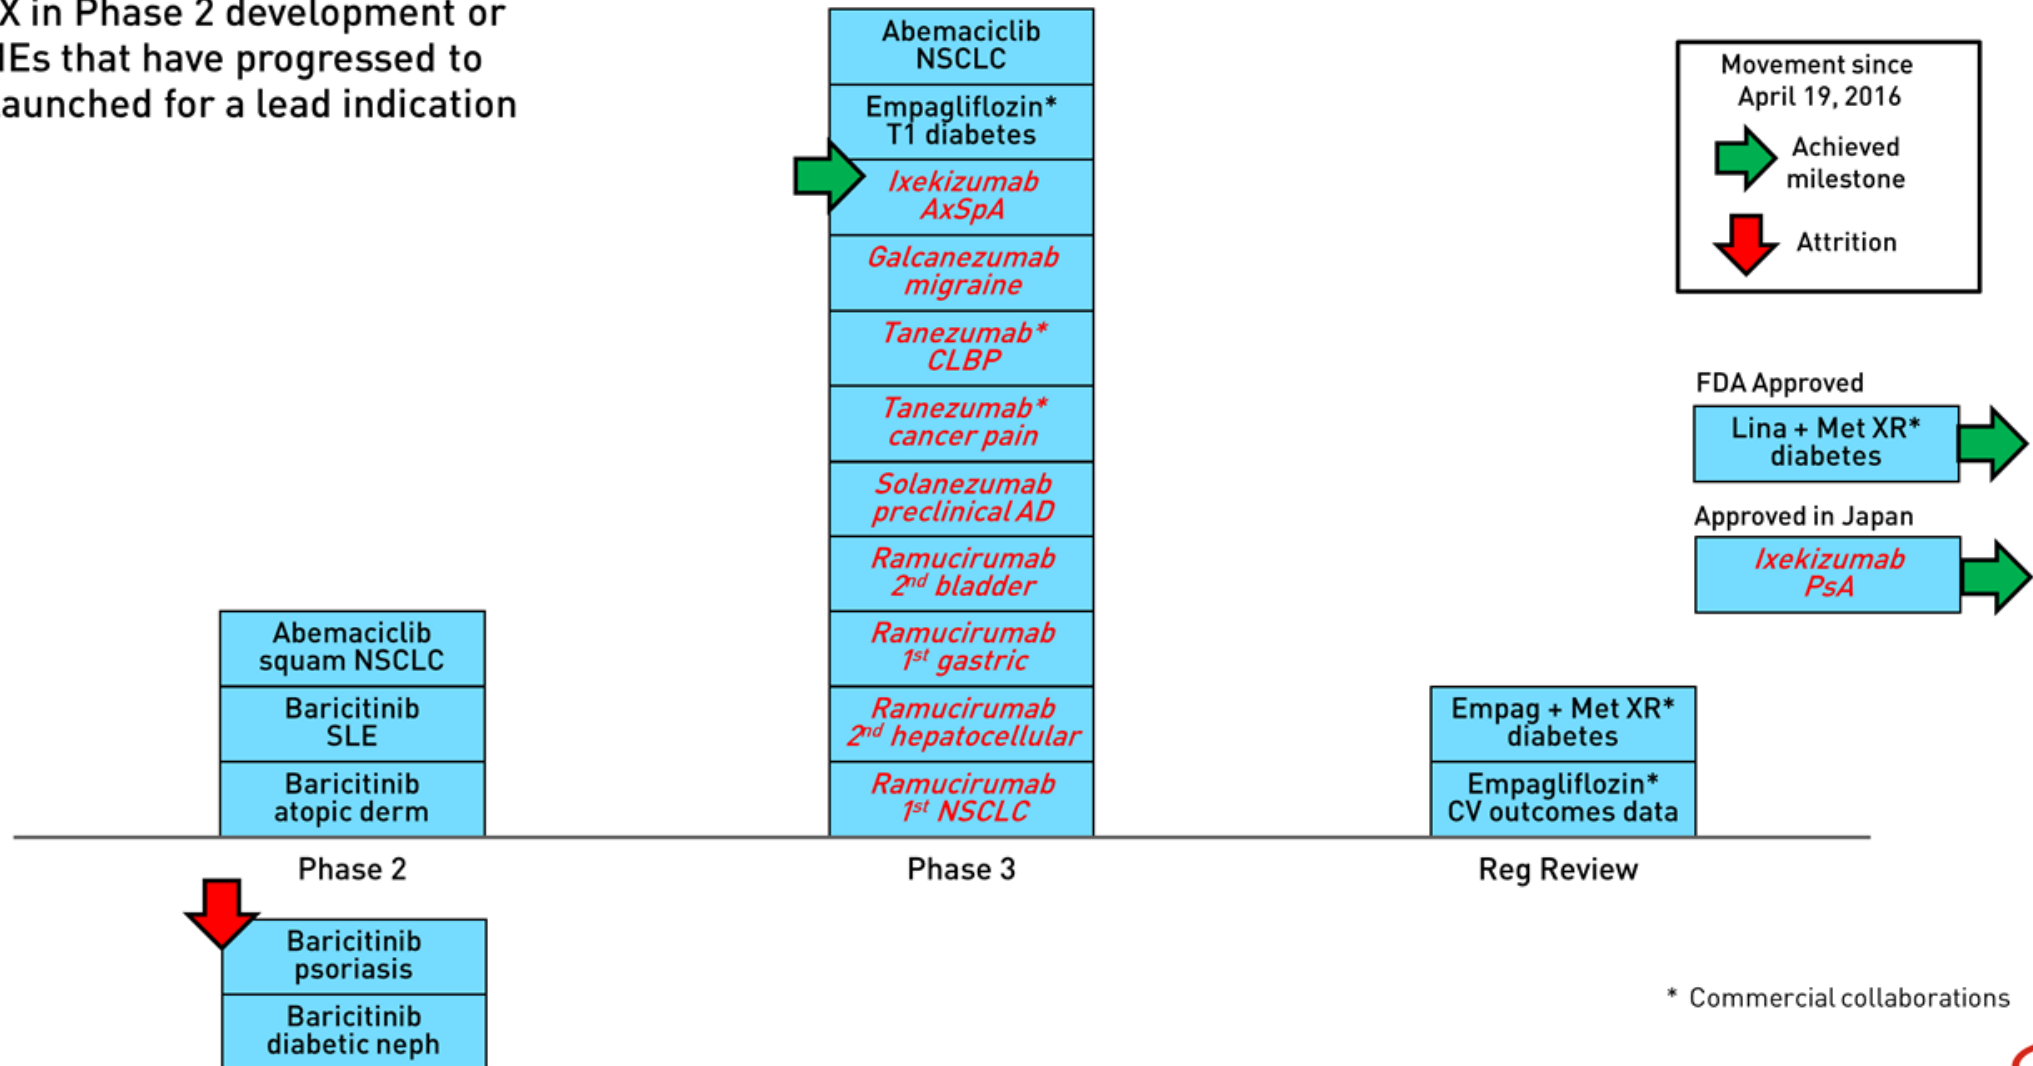 X in Phase 2 development or
MEs that have progressed to
launched for a lead indication
Abemaciclib
NSCLC
Empagliflozin*
T1 diabetes
Ixekizumab
AxSpA
Galcanezumab
migraine
Tanezumab*
CLBP
Tanezumab*
cancer pain
Solanezumab
preclinical AD
Ramucirumab
2nd bladder
Ramucirumab
1st gastric
Ramucirumab
2nd hepatocellular
Ramucirumab
1st NSCLC
Movement since
April 19, 2016
Achieved
milestone
Attrition
FDA Approved
Lina + Met XR*
diabetes
Approved in Japan
Ixekizumab
PsA
Abemaciclib
squam NSCLC
Baricitinib
SLE
Baricitinib
atopic derm
Empag + Met XR*
diabetes
Empagliflozin*
CV outcomes data
Phase 2
Phase 3
Reg Review
Baricitinib
psoriasis
Baricitinib
diabetic neph
* Commercial collaborations